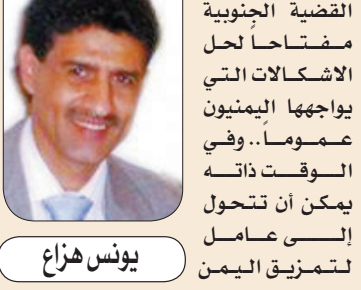 القضية الجنوبية
مفتاحاً لحل
الاشكالات التي
يواجهها اليمنيون
عموماً.. وفي
الوقت ذاته
يمكن أن تتحول
إلى عامل
لتمزيق اليمن
يونس هزاع